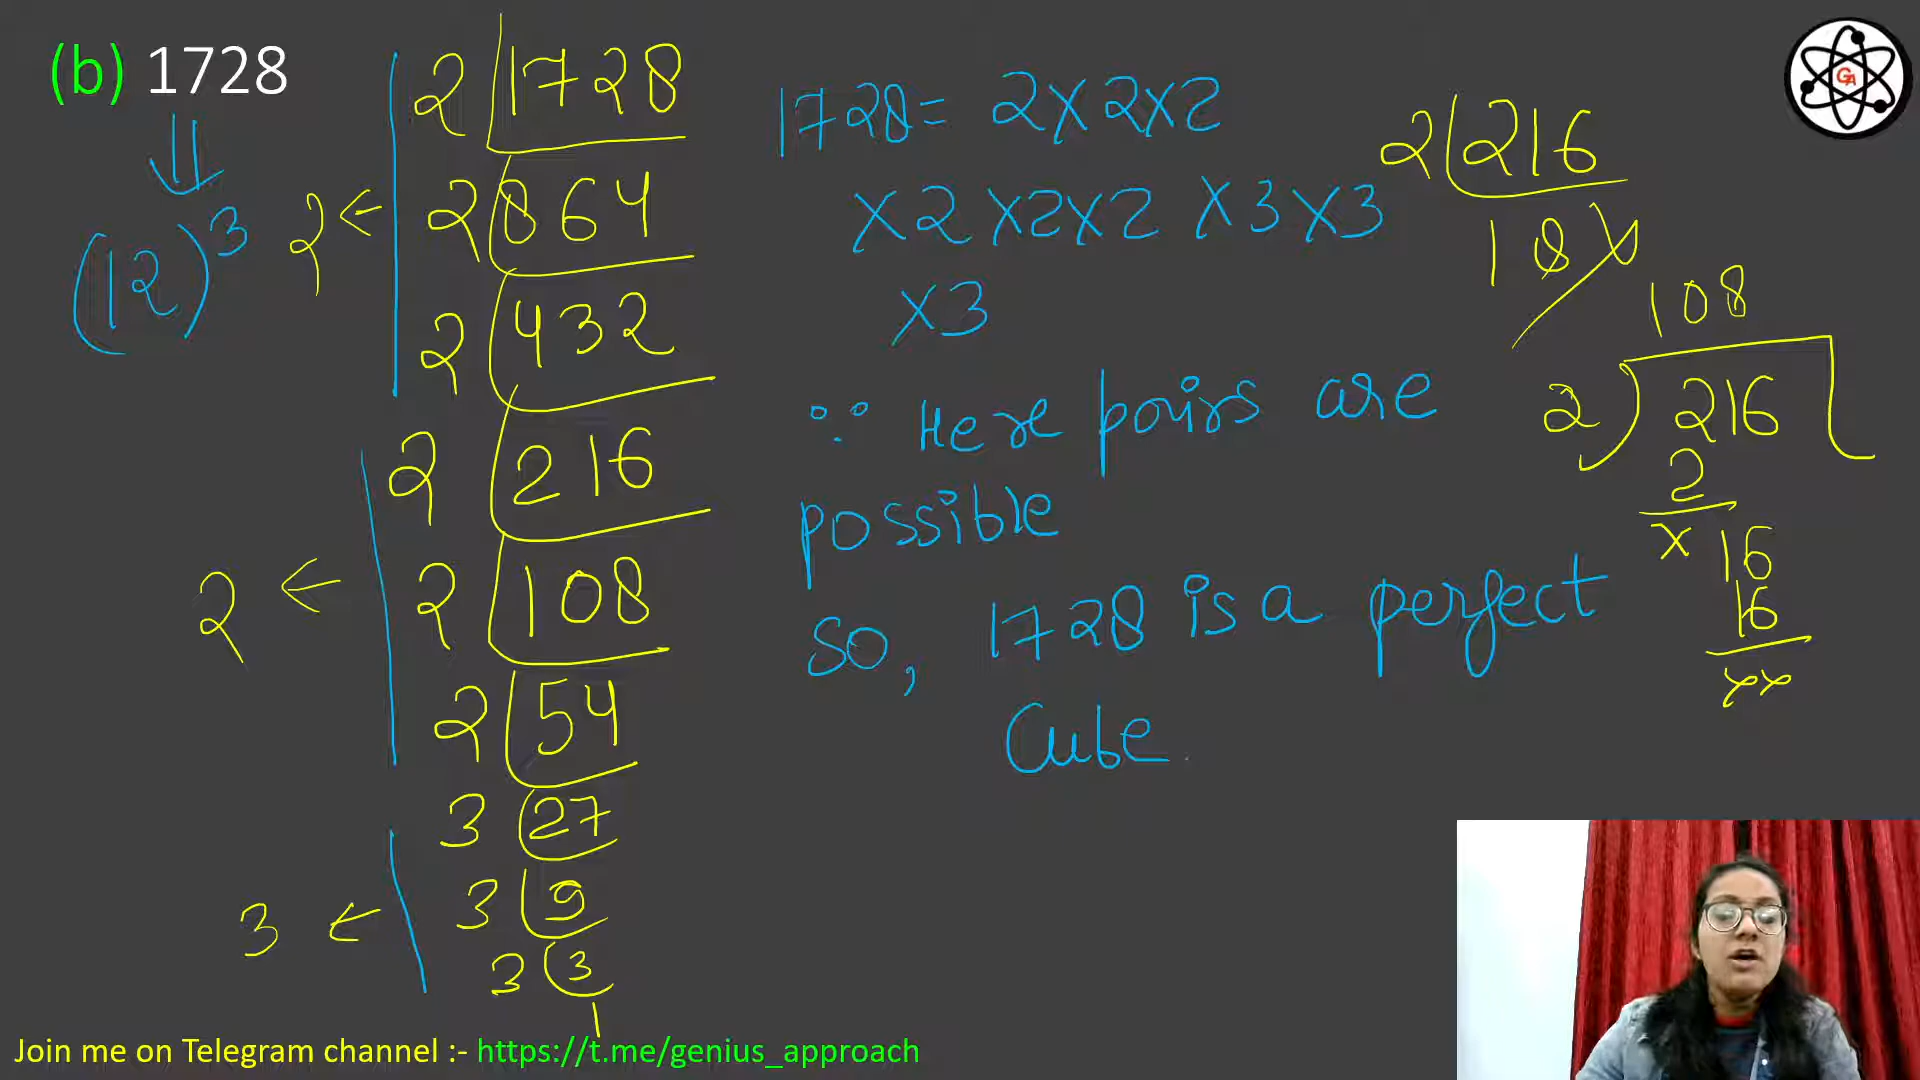 (b) 1728
(12)³
2 | 1728
2 ← 2 | 864
2 | 432
2 | 216
2 ← 2 | 108
2 | 54
3 | 27
3 ← 3 | 9
3 | 3
1
1728 = 2×2×2
×2×2×2×3×3
×3
∵ Here pairs are
possible
so, 1728 is a perfect
Cube.
2 | 216
18
108
2 ) 216
2
× 16
16
××
GA
Join me on Telegram channel :- https://t.me/genius_approach